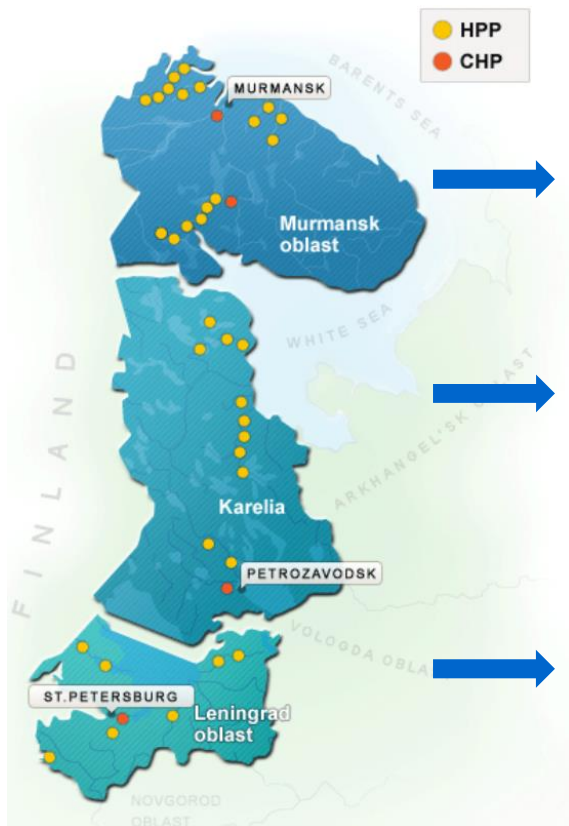 HPP
CHP
BARENTS SEA
MURMANSK
Murmansk
oblast
WHITE SEA
FINLAND
ARKHANGEL'SK OBLAST
Karelia
PETROZAVODSK
VOLOGDA OBLA
ST.PETERSBURG
Leningrad
oblast
NOVGOROD
OBLAST